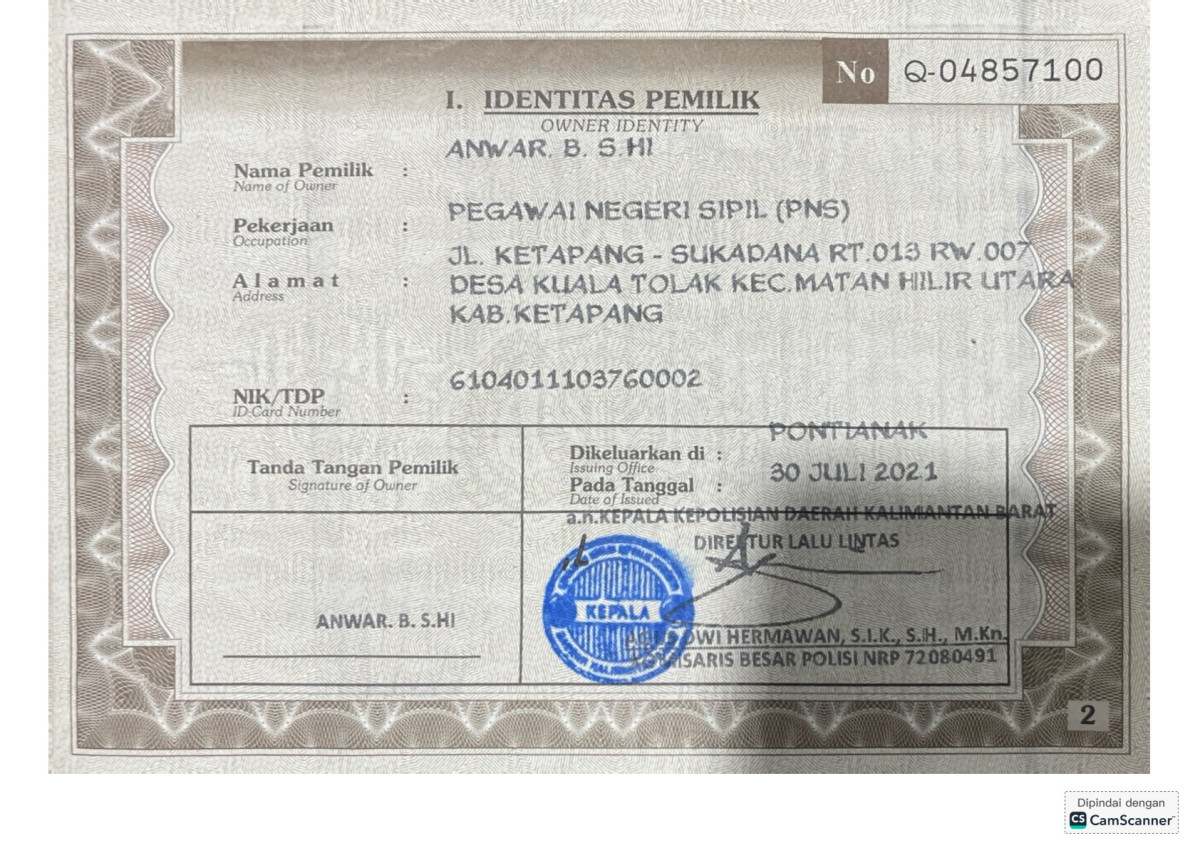 No Q-04857100
I. IDENTITAS PEMILIK
OWNER IDENTITY
Nama Pemilik : ANWAR. B. S.HI
Name of Owner
Pekerjaan : PEGAWAI NEGERI SIPIL (PNS)
Occupation
Alamat : JL. KETAPANG - SUKADANA RT.013 RW.007
Address
DESA KUALA TOLAK KEC.MATAN HILIR UTARA
KAB.KETAPANG
NIK/TDP : 6104011103760002
ID-Card Number
Tanda Tangan Pemilik
Signature of Owner
ANWAR. B. S.HI
Dikeluarkan di : PONTIANAK
Issuing Office
Pada Tanggal : 30 JULI 2021
Date of Issued
a.n.KEPALA KEPOLISIAN DAERAH KALIMANTAN BARAT
DIREKTUR LALU LINTAS
KEPALA
DWI HERMAWAN, S.I.K., S.H., M.Kn.
KOMISARIS BESAR POLISI NRP 72080491
2
Dipindai dengan
CS CamScanner